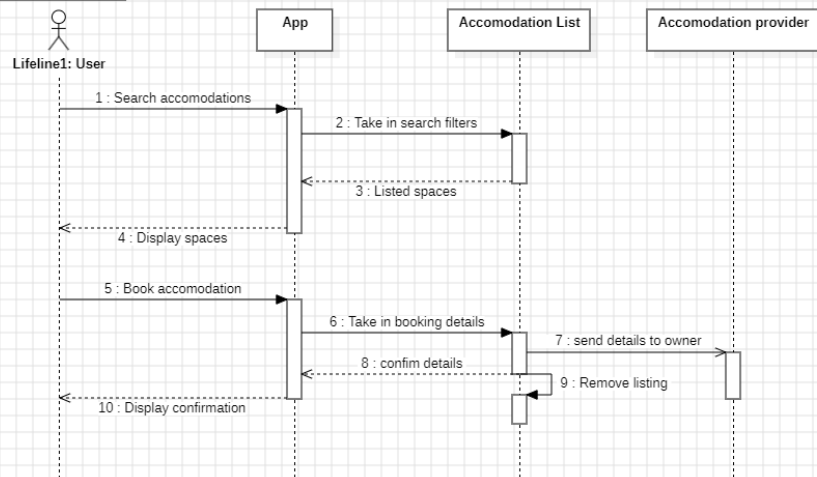 App
Accomodation List
Accomodation provider
Lifeline1: User
1 : Search accomodations
2 : Take in search filters
3 : Listed spaces
4 : Display spaces
5 : Book accomodation
6 : Take in booking details
7 : send details to owner
8 : confim details
9 : Remove listing
10 : Display confirmation